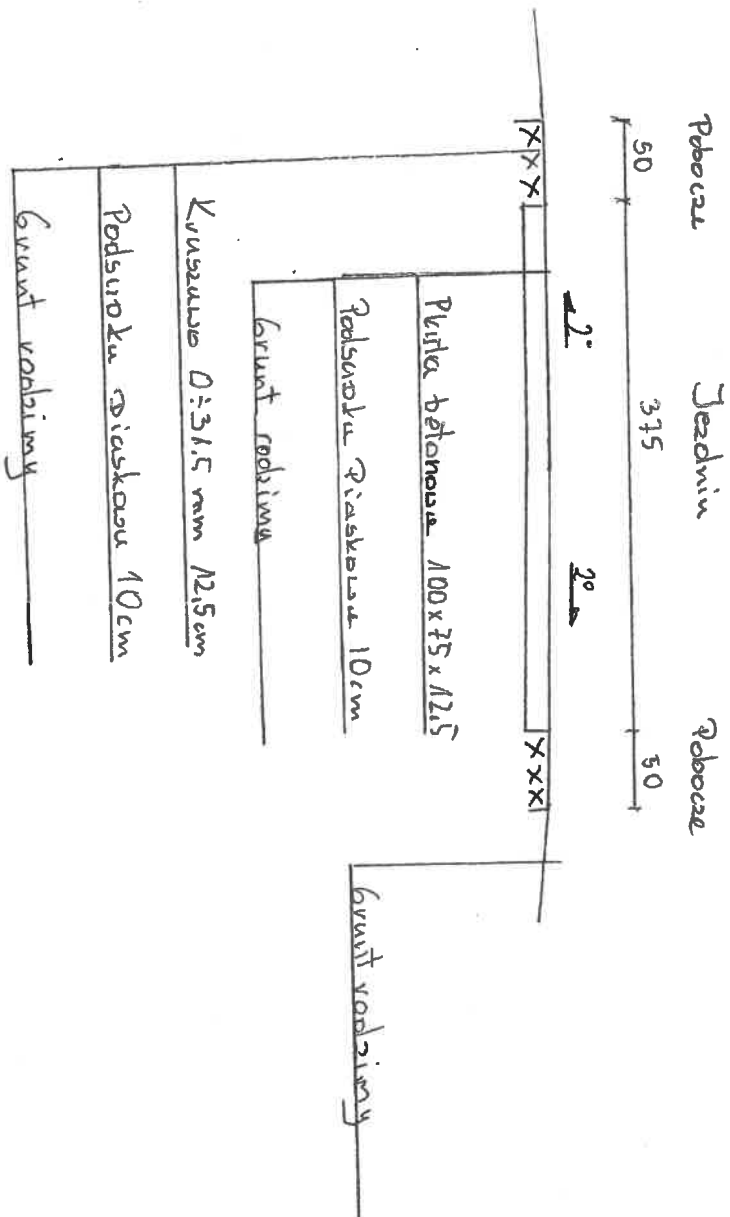 Pobocze Jezdnia Pobocze
50 375 50
2° 2°
XXX XXX
Płytka betonowa 100x75x12,5
Podsypka Piaskowa 10cm
Grunt rodzimy
Kruszywo 0÷31,5 mm 12,5cm
Podsypka Piaskowa 10cm
Grunt rodzimy
Grunt rodzimy